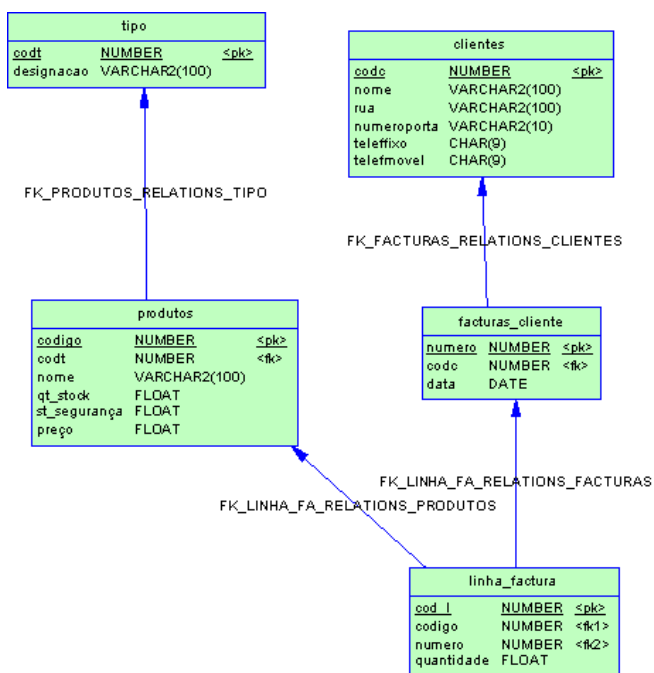 tipo
codt NUMBER <pk>
designacao VARCHAR2(100)
clientes
codc NUMBER <pk>
nome VARCHAR2(100)
rua VARCHAR2(100)
numeroporta VARCHAR2(10)
teleffixo CHAR(9)
telefmovel CHAR(9)
FK_PRODUTOS_RELATIONS_TIPO
FK_FACTURAS_RELATIONS_CLIENTES
produtos
codigo NUMBER <pk>
codt NUMBER <fk>
nome VARCHAR2(100)
qt_stock FLOAT
st_segurança FLOAT
preço FLOAT
facturas_cliente
numero NUMBER <pk>
codc NUMBER <fk>
data DATE
FK_LINHA_FA_RELATIONS_FACTURAS
FK_LINHA_FA_RELATIONS_PRODUTOS
linha_factura
cod_l NUMBER <pk>
codigo NUMBER <fk1>
numero NUMBER <fk2>
quantidade FLOAT